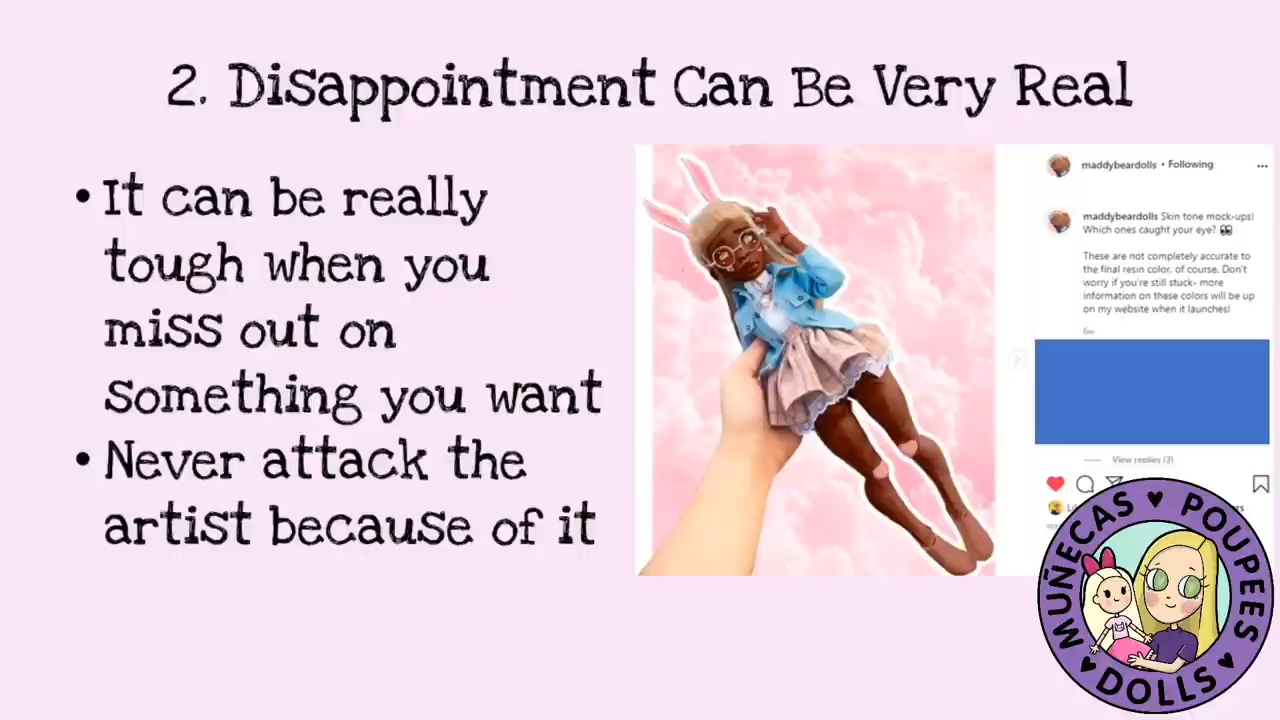 2. Disappointment Can Be Very Real
• It can be really
tough when you
miss out on
something you want
• Never attack the
artist because of it
maddybeardolls • Following
maddybeardolls Skin tone mock-ups!
Which ones caught your eye? 👀
These are not completely accurate to
the final resin color, of course. Don't
worry if you're still stuck- more
information on these colors will be up
on my website when it launches!
6w
View replies (3)
MUÑECAS ♥ POUPEES ♥ DOLLS ♥